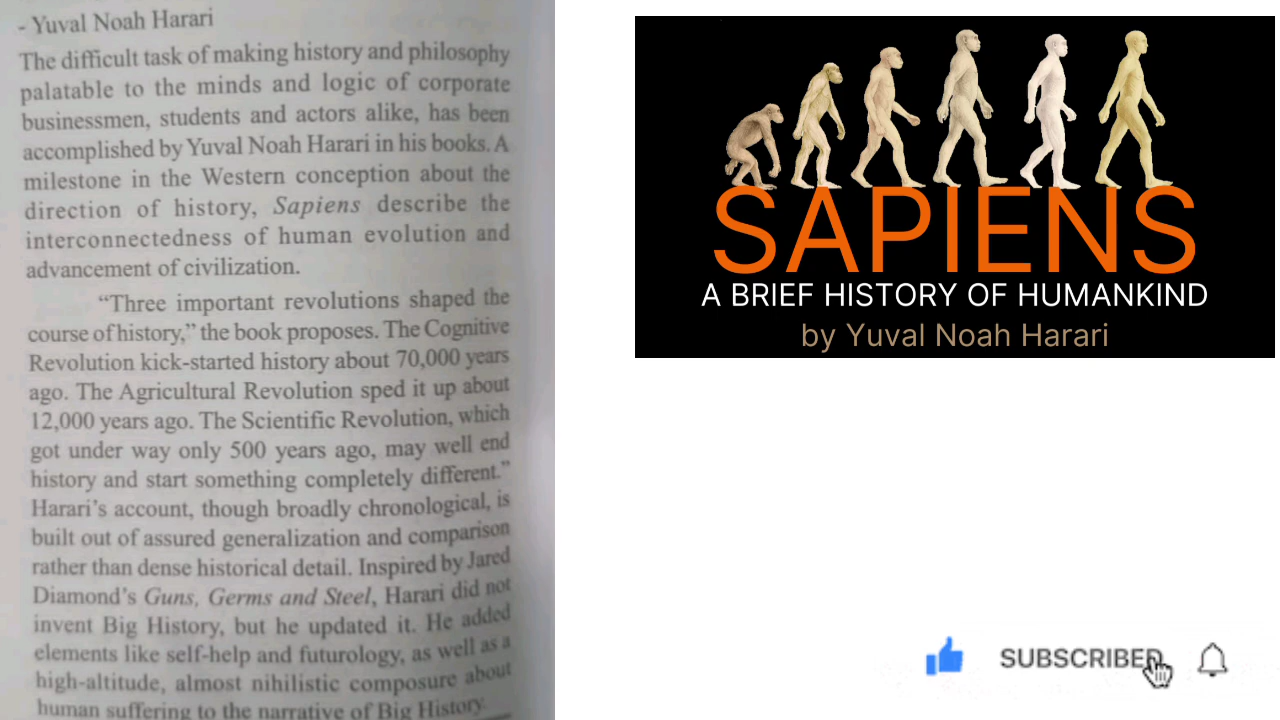 - Yuval Noah Harari
The difficult task of making history and philosophy
palatable to the minds and logic of corporate
businessmen, students and actors alike, has been
accomplished by Yuval Noah Harari in his books. A
milestone in the Western conception about the
direction of history, Sapiens describe the
interconnectedness of human evolution and
advancement of civilization.
“Three important revolutions shaped the
course of history,” the book proposes. The Cognitive
Revolution kick-started history about 70,000 years
ago. The Agricultural Revolution sped it up about
12,000 years ago. The Scientific Revolution, which
got under way only 500 years ago, may well end
history and start something completely different.”
Harari’s account, though broadly chronological, is
built out of assured generalization and comparison
rather than dense historical detail. Inspired by Jared
Diamond’s Guns, Germs and Steel, Harari did not
invent Big History, but he updated it. He added
elements like self-help and futurology, as well as a
high-altitude, almost nihilistic composure about
human suffering to the narrative of Big History.
SAPIENS
A BRIEF HISTORY OF HUMANKIND
by Yuval Noah Harari
SUBSCRIBED